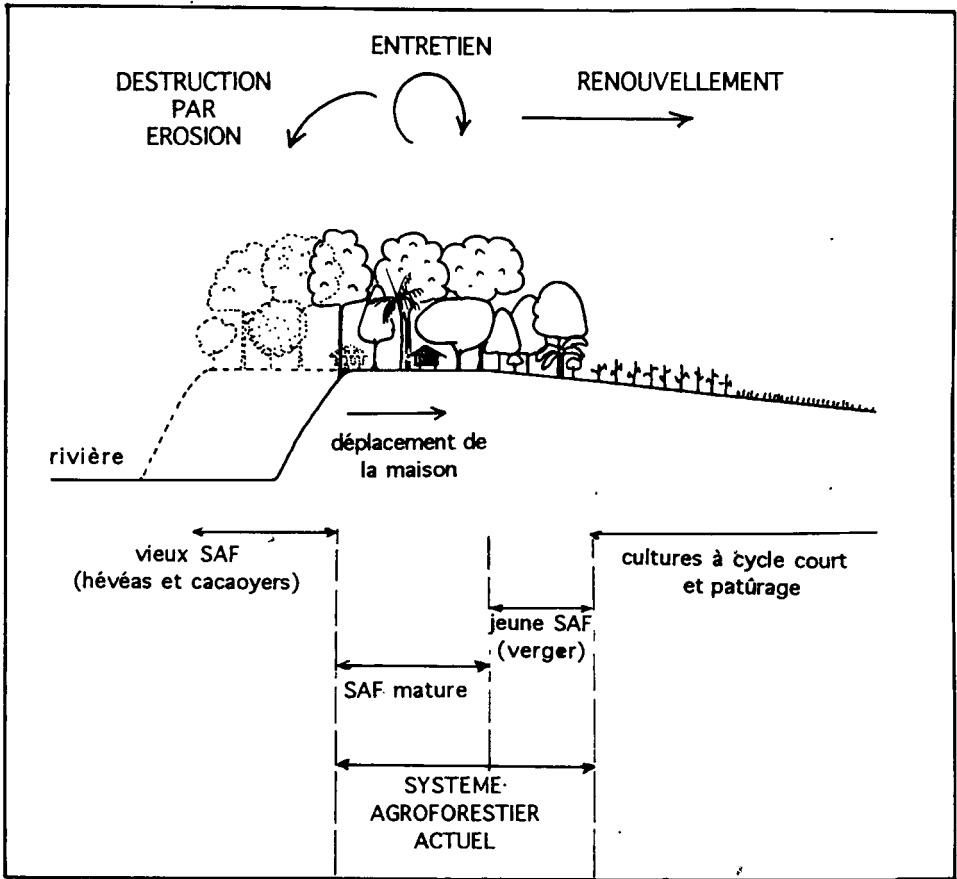 ENTRETIEN
DESTRUCTION
PAR
EROSION
RENOUVELLEMENT
rivière
déplacement de
la maison
vieux SAF
(hévéas et cacaoyers)
cultures à cycle court
et patûrage
jeune SAF
(verger)
SAF mature
SYSTEME
AGROFORESTIER
ACTUEL